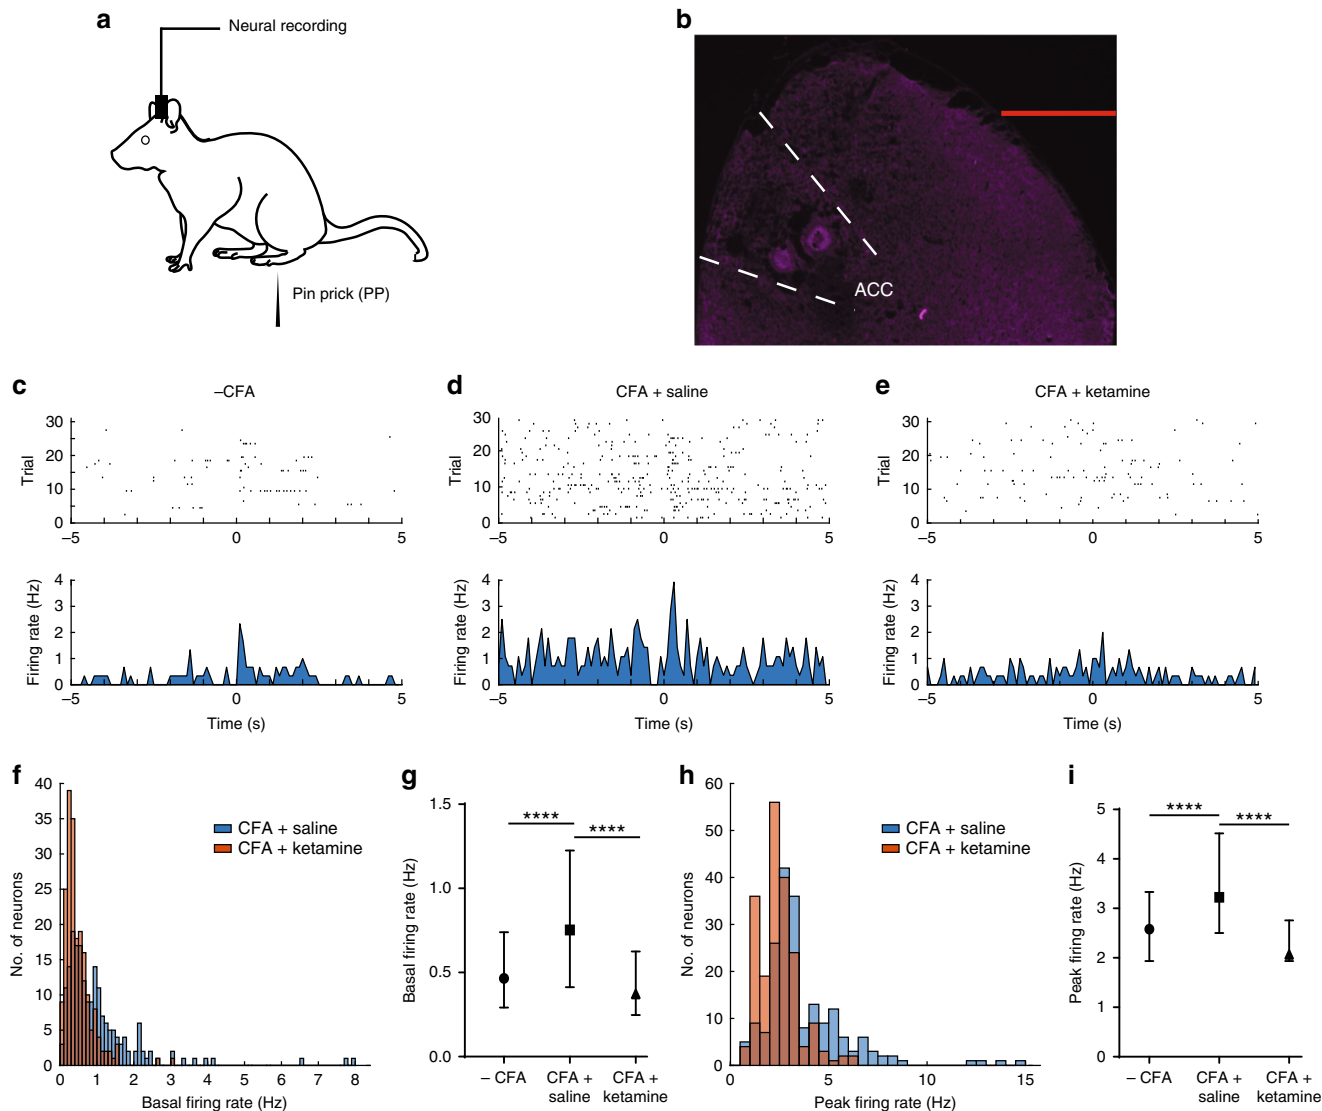 a
Neural recording
Pin prick (PP)
b
ACC
c
–CFA
30
20
10
0
Trial
–5
0
5
4
3
2
1
0
Firing rate (Hz)
–5
0
5
Time (s)
d
CFA + saline
30
20
10
0
Trial
–5
0
5
4
3
2
1
0
Firing rate (Hz)
–5
0
5
Time (s)
e
CFA + ketamine
30
20
10
0
Trial
–5
0
5
4
3
2
1
0
Firing rate (Hz)
–5
0
5
Time (s)
f
40
35
30
25
20
15
10
5
0
No. of neurons
CFA + saline
CFA + ketamine
0 1 2 3 4 5 6 7 8
Basal firing rate (Hz)
g
1.5
1.0
0.5
0.0
Basal firing rate (Hz)
****
****
– CFA
CFA +
saline
CFA +
ketamine
h
60
50
40
30
20
10
0
No. of neurons
CFA + saline
CFA + ketamine
0 5 10 15
Peak firing rate (Hz)
i
5
4
3
2
1
0
Peak firing rate (Hz)
****
****
– CFA
CFA +
saline
CFA +
ketamine